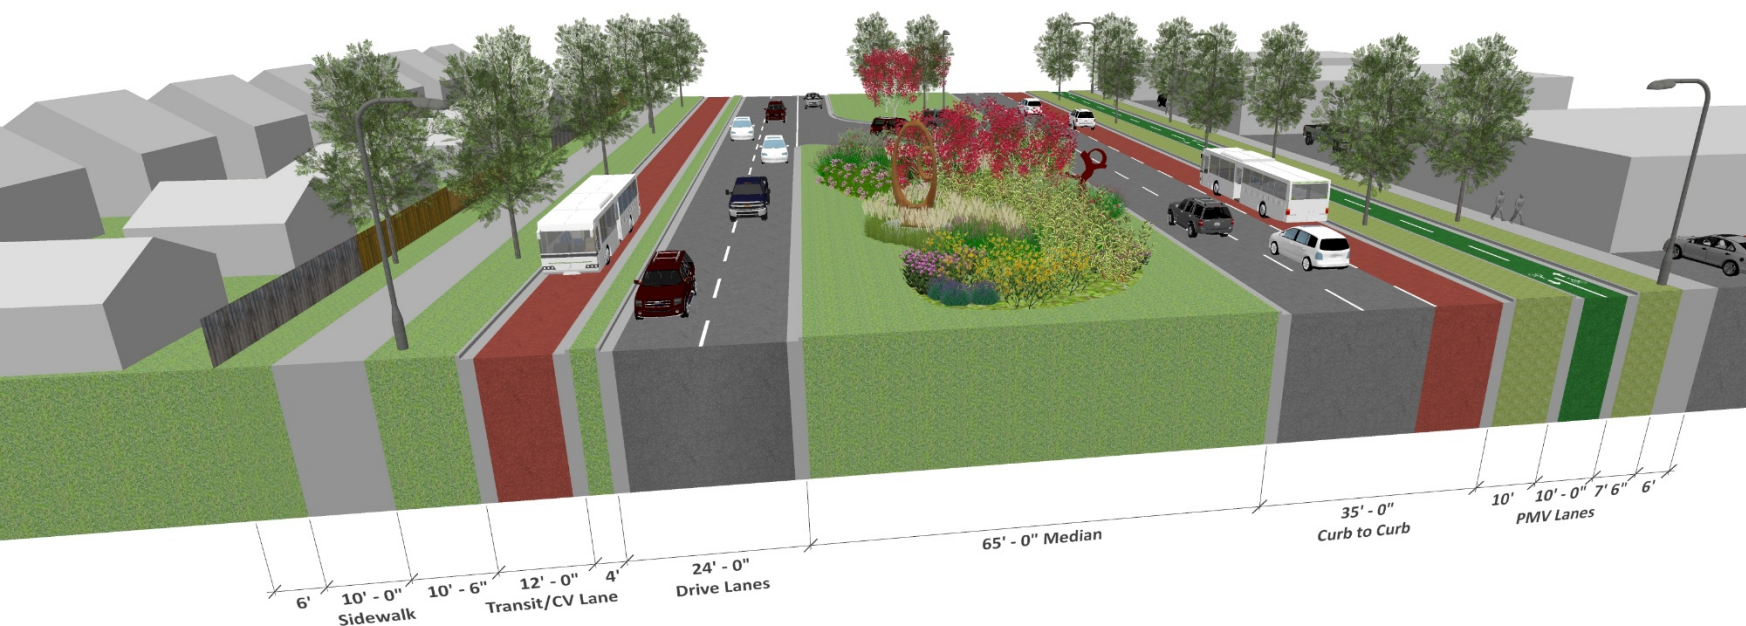 6'
10' - 0"
Sidewalk
10' - 6"
12' - 0"
Transit/CV Lane
4'
24' - 0"
Drive Lanes
65' - 0" Median
35' - 0"
Curb to Curb
10'
10' - 0"
PMV Lanes
7' 6"
6'